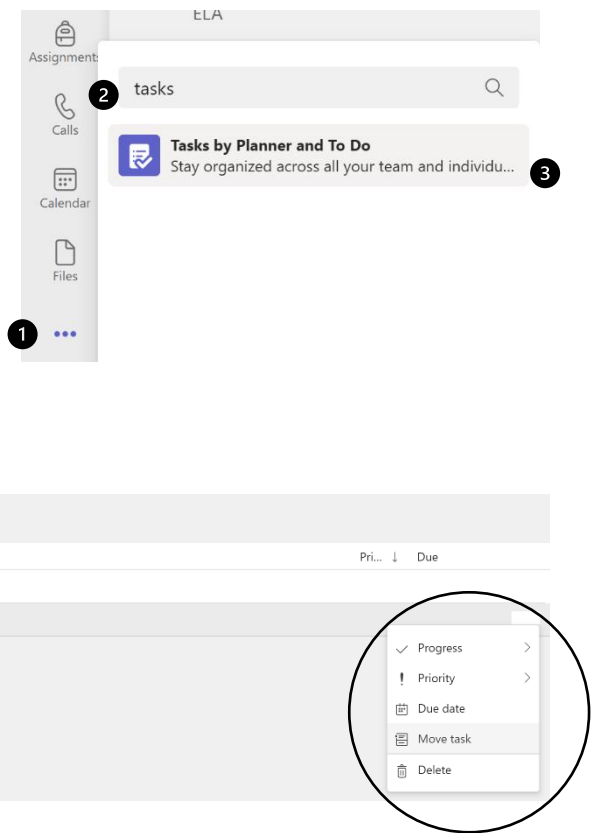 ELA
Assignments
2
tasks
Calls
Tasks by Planner and To Do
Stay organized across all your team and individu...
3
Calendar
Files
1
Pri... ↓ Due
Progress
Priority
Due date
Move task
Delete